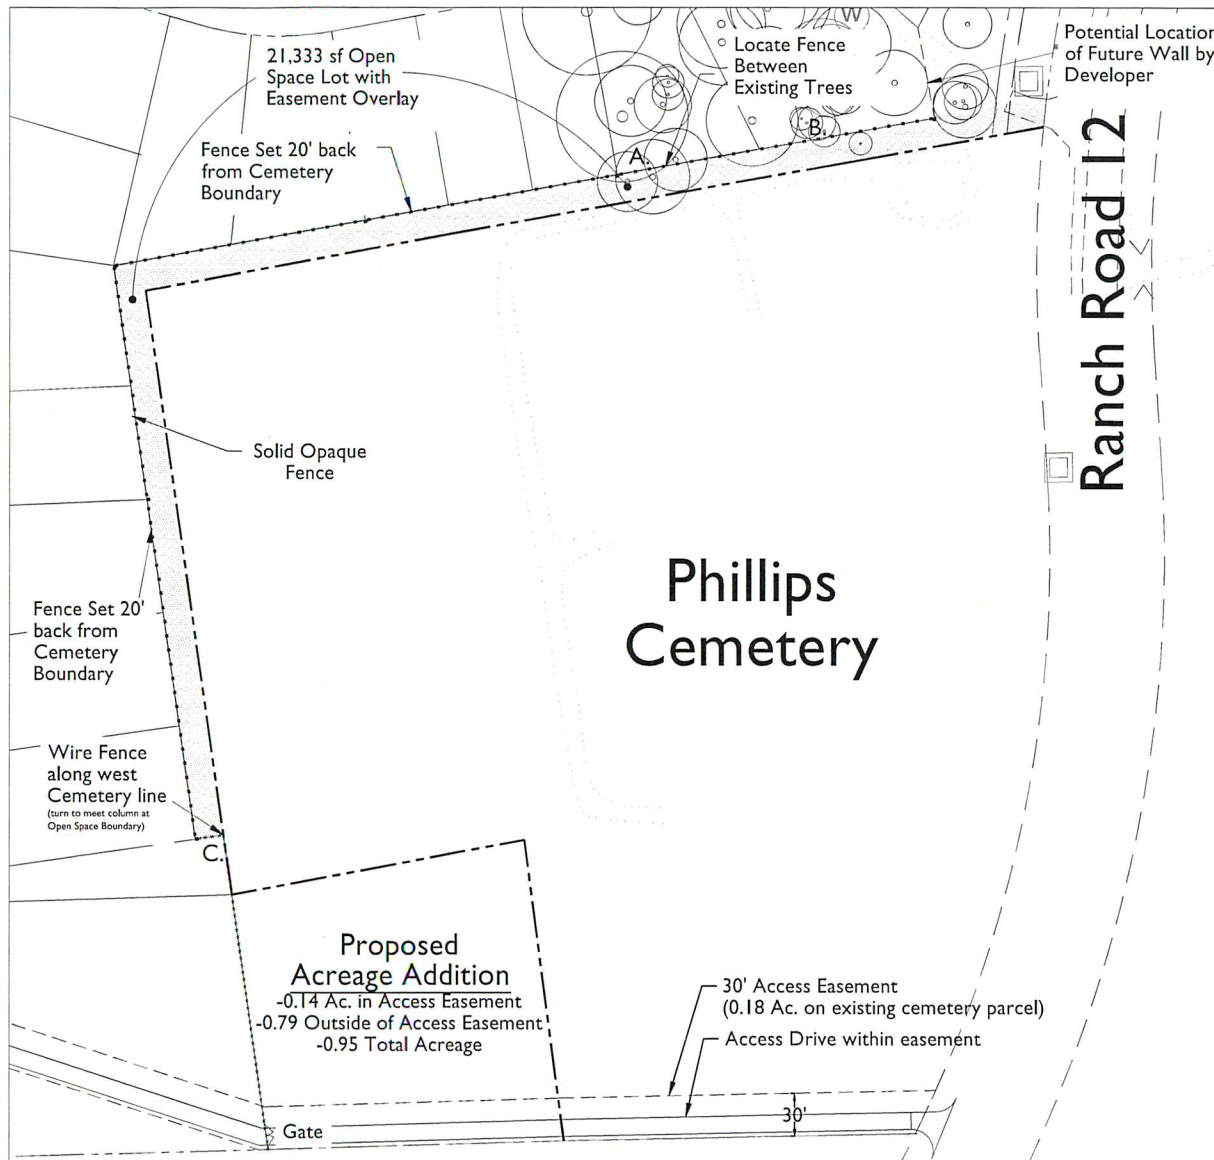 W
21,333 sf Open
Space Lot with
Easement Overlay
Locate Fence
Between
Existing Trees
Potential Location
of Future Wall by
Developer
Fence Set 20' back
from Cemetery
Boundary
A.
B.
Ranch Road 12
Solid Opaque
Fence
Phillips
Cemetery
Fence Set 20'
back from
Cemetery
Boundary
Wire Fence
along west
Cemetery line
(turn to meet column at
Open Space Boundary)
C.
Proposed
Acreage Addition
-0.14 Ac. in Access Easement
-0.79 Outside of Access Easement
-0.95 Total Acreage
30' Access Easement
(0.18 Ac. on existing cemetery parcel)
Access Drive within easement
30'
Gate